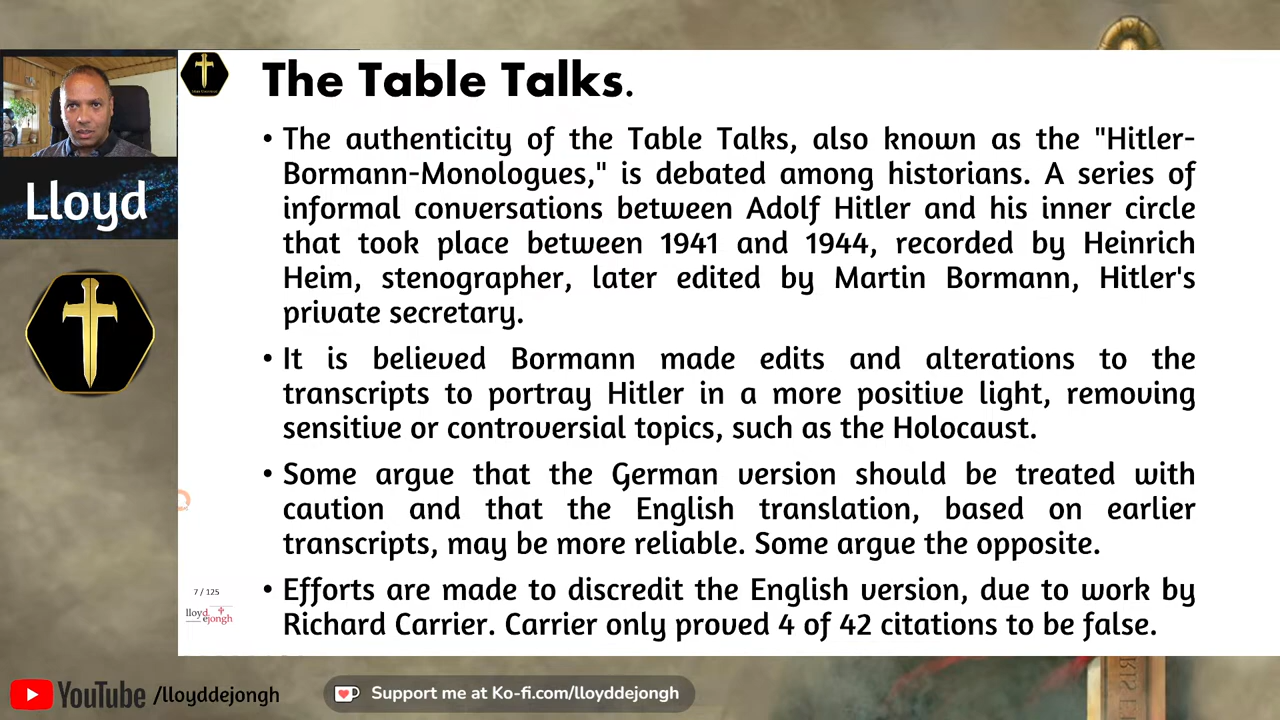 The Table Talks.
• The authenticity of the Table Talks, also known as the "Hitler-
Bormann-Monologues," is debated among historians. A series of
informal conversations between Adolf Hitler and his inner circle
that took place between 1941 and 1944, recorded by Heinrich
Heim, stenographer, later edited by Martin Bormann, Hitler's
private secretary.
• It is believed Bormann made edits and alterations to the
transcripts to portray Hitler in a more positive light, removing
sensitive or controversial topics, such as the Holocaust.
• Some argue that the German version should be treated with
caution and that the English translation, based on earlier
transcripts, may be more reliable. Some argue the opposite.
• Efforts are made to discredit the English version, due to work by
Richard Carrier. Carrier only proved 4 of 42 citations to be false.
Lloyd
7 / 125
lloyd
ejongh
YouTube /lloyddejongh
Support me at Ko-fi.com/lloyddejongh